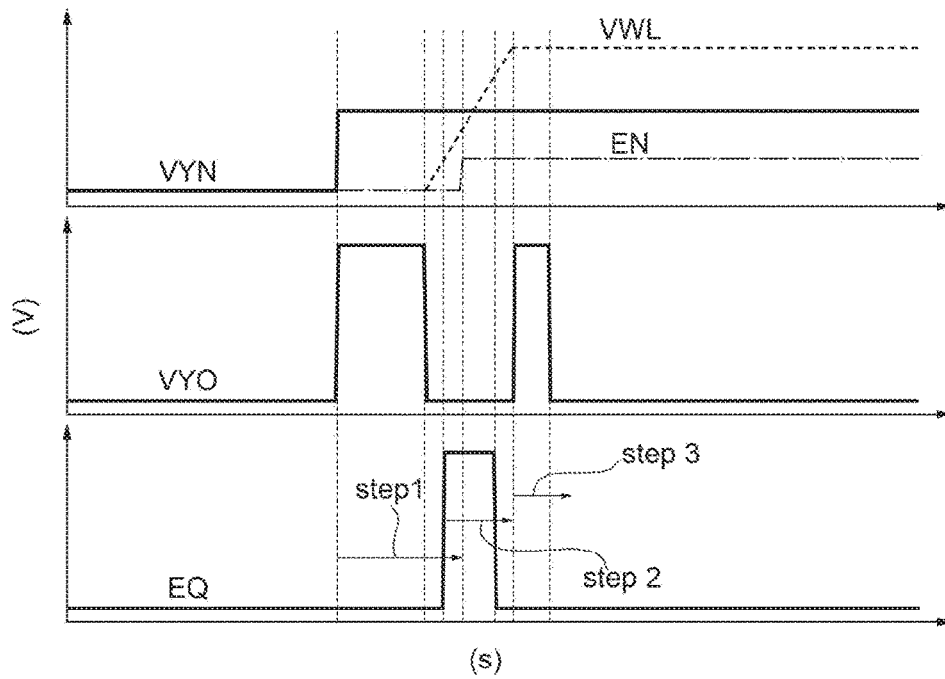 VWL
EN
VYN
(V)
VYO
step 3
step1
step 2
EQ
(s)